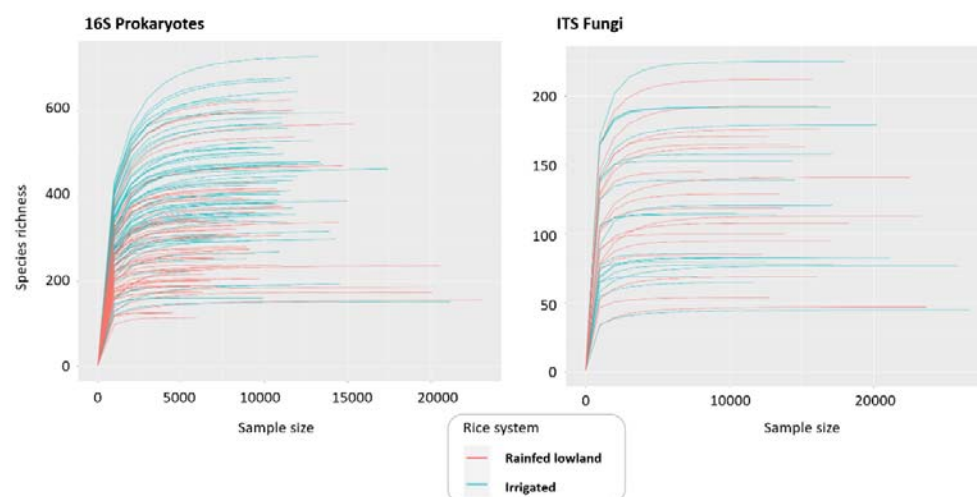 16S Prokaryotes
ITS Fungi
Species richness
600
400
200
0
0
5000
10000
15000
20000
Sample size
200
150
100
50
0
0
10000
20000
Sample size
Rice system
Rainfed lowland
Irrigated